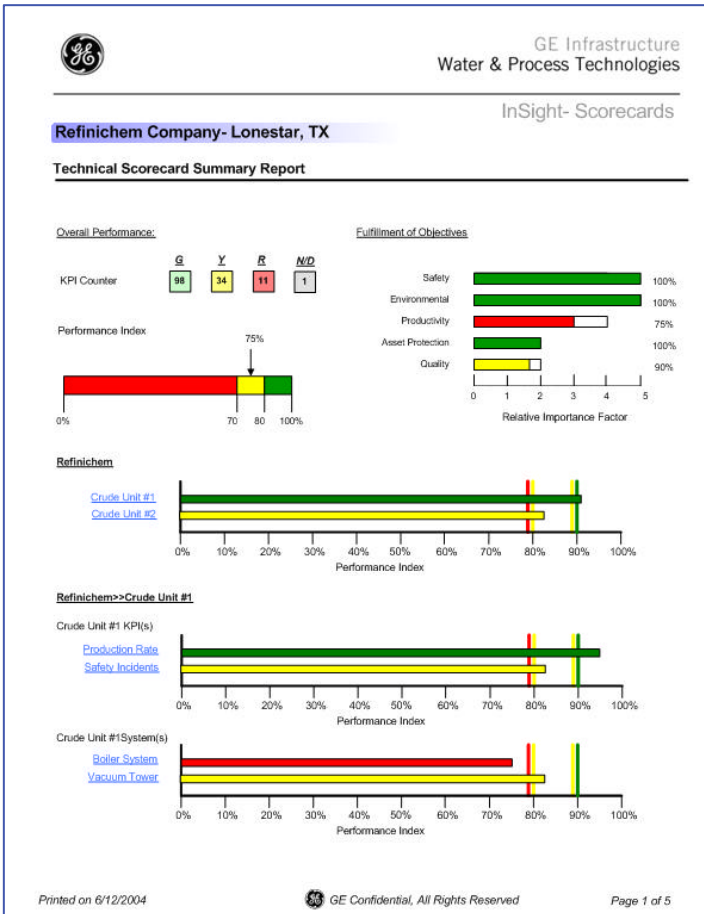 GE Infrastructure
Water & Process Technologies
InSight- Scorecards
Refinichem Company- Lonestar, TX
Technical Scorecard Summary Report
Overall Performance:
G Y R N/D
KPI Counter 98 34 11 1
Performance Index
75%
0% 70 80 100%
Fulfillment of Objectives
Safety 100%
Environmental 100%
Productivity 75%
Asset Protection 100%
Quality 90%
0 1 2 3 4 5
Relative Importance Factor
Refinichem
Crude Unit #1
Crude Unit #2
0% 10% 20% 30% 40% 50% 60% 70% 80% 90% 100%
Performance Index
Refinichem>>Crude Unit #1
Crude Unit #1 KPI(s)
Production Rate
Safety Incidents
0% 10% 20% 30% 40% 50% 60% 70% 80% 90% 100%
Performance Index
Crude Unit #1System(s)
Boiler System
Vacuum Tower
0% 10% 20% 30% 40% 50% 60% 70% 80% 90% 100%
Performance Index
Printed on 6/12/2004 GE Confidential, All Rights Reserved Page 1 of 5